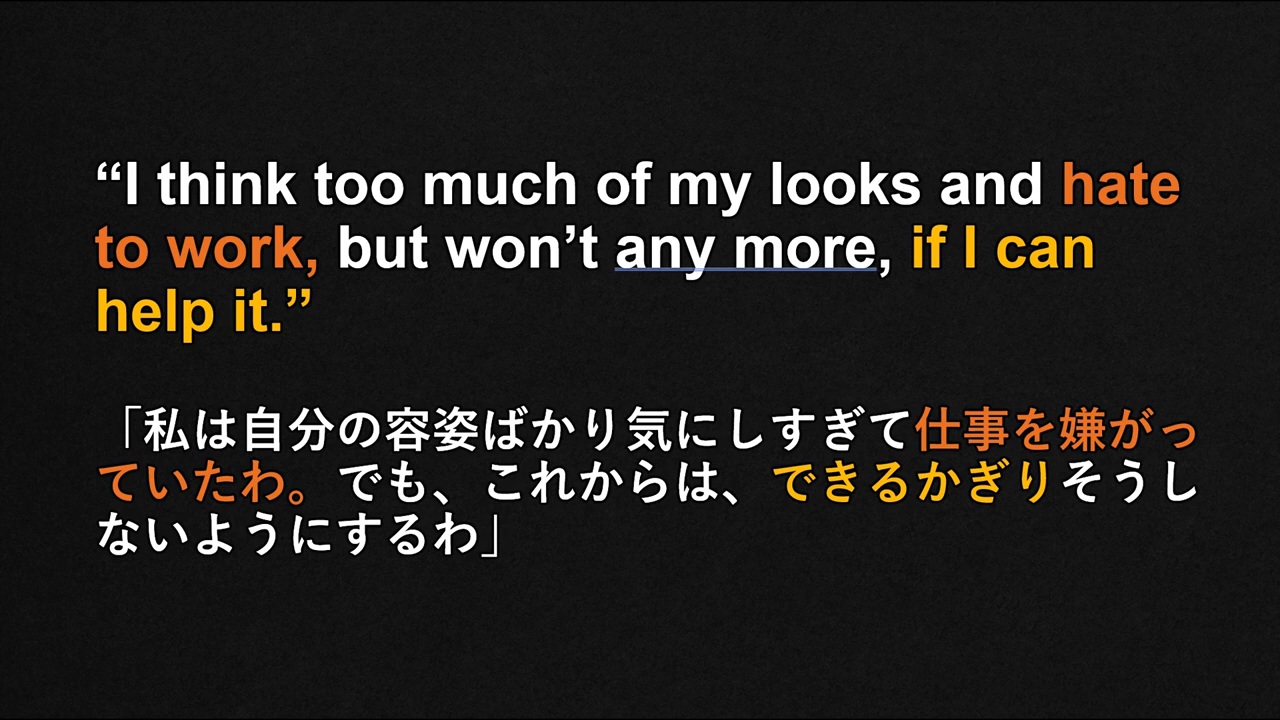 “I think too much of my looks and hate
to work, but won’t any more, if I can
help it.”
「私は自分の容姿ばかり気にしすぎて仕事を嫌がっ
ていたわ。でも、これからは、できるかぎりそうし
ないようにするわ」